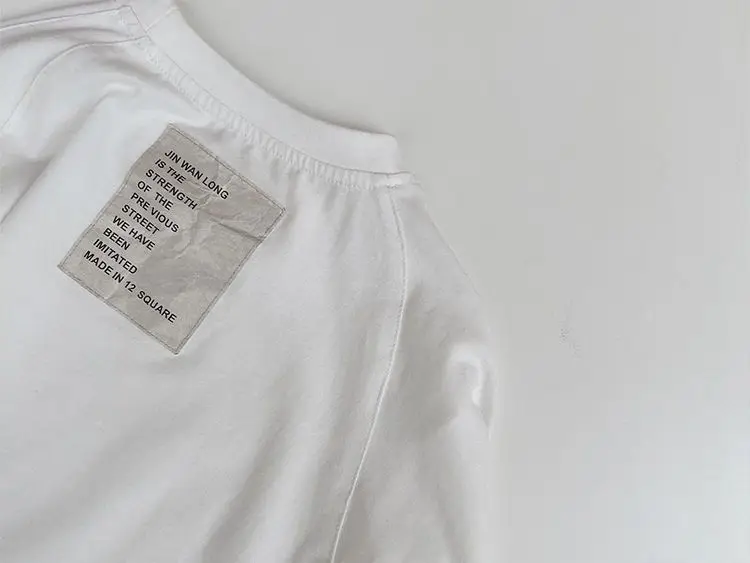 JIN WAN LONG
IS THE
STRENGTH
OF THE
PRE VIOUS
STREET
WE HAVE
BEEN
IMITATED
MADE IN 12 SQUARE